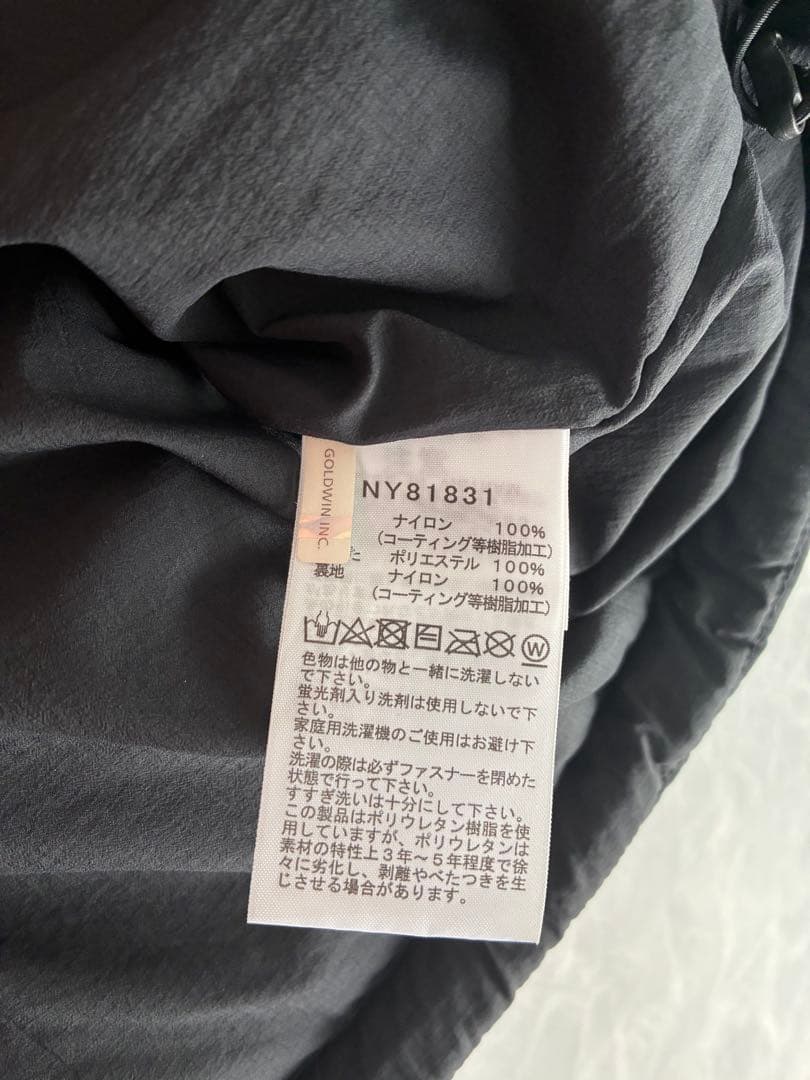 GOLDWIN INC.
NY81831
ナイロン 100%
(コーティング等樹脂加工)
ポリエステル 100%
裏地 ナイロン 100%
(コーティング等樹脂加工)
W
色物は他の物と一緒に洗濯しない
で下さい。
蛍光剤入り洗剤は使用しないで下
さい。
家庭用洗濯機のご使用はお避け下
さい。
洗濯の際は必ずファスナーを閉めた
状態で行って下さい。
すすぎ洗いは十分にして下さい。
この製品はポリウレタン樹脂を使
用していますが、ポリウレタンは
素材の特性上3年~5年程度で徐
々に劣化し、剥離やべたつきを生
じさせる場合があります。